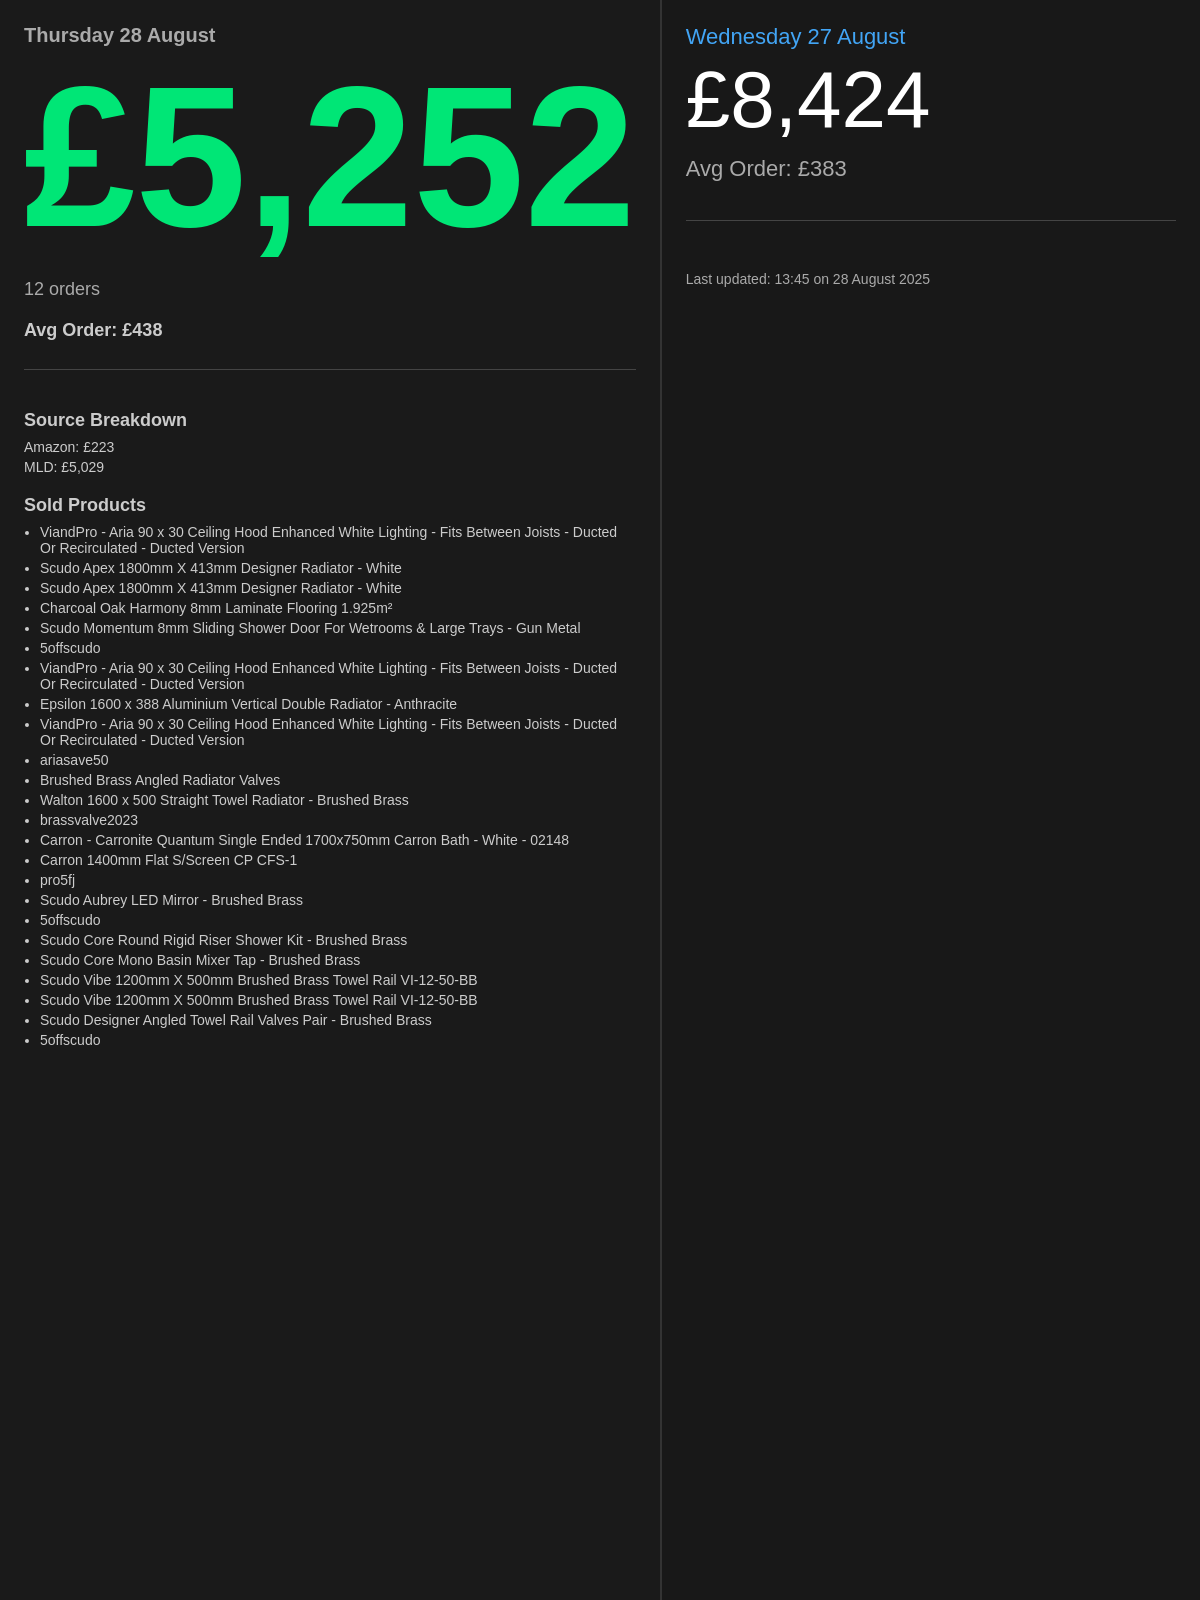 Thursday 28 August
£5,252
12 orders
Avg Order: £438
Source Breakdown
Amazon: £223
MLD: £5,029
Sold Products
• ViandPro - Aria 90 x 30 Ceiling Hood Enhanced White Lighting - Fits Between Joists - Ducted
Or Recirculated - Ducted Version
• Scudo Apex 1800mm X 413mm Designer Radiator - White
• Scudo Apex 1800mm X 413mm Designer Radiator - White
• Charcoal Oak Harmony 8mm Laminate Flooring 1.925m²
• Scudo Momentum 8mm Sliding Shower Door For Wetrooms & Large Trays - Gun Metal
• 5offscudo
• ViandPro - Aria 90 x 30 Ceiling Hood Enhanced White Lighting - Fits Between Joists - Ducted
Or Recirculated - Ducted Version
• Epsilon 1600 x 388 Aluminium Vertical Double Radiator - Anthracite
• ViandPro - Aria 90 x 30 Ceiling Hood Enhanced White Lighting - Fits Between Joists - Ducted
Or Recirculated - Ducted Version
• ariasave50
• Brushed Brass Angled Radiator Valves
• Walton 1600 x 500 Straight Towel Radiator - Brushed Brass
• brassvalve2023
• Carron - Carronite Quantum Single Ended 1700x750mm Carron Bath - White - 02148
• Carron 1400mm Flat S/Screen CP CFS-1
• pro5fj
• Scudo Aubrey LED Mirror - Brushed Brass
• 5offscudo
• Scudo Core Round Rigid Riser Shower Kit - Brushed Brass
• Scudo Core Mono Basin Mixer Tap - Brushed Brass
• Scudo Vibe 1200mm X 500mm Brushed Brass Towel Rail VI-12-50-BB
• Scudo Vibe 1200mm X 500mm Brushed Brass Towel Rail VI-12-50-BB
• Scudo Designer Angled Towel Rail Valves Pair - Brushed Brass
• 5offscudo
Wednesday 27 August
£8,424
Avg Order: £383
Last updated: 13:45 on 28 August 2025